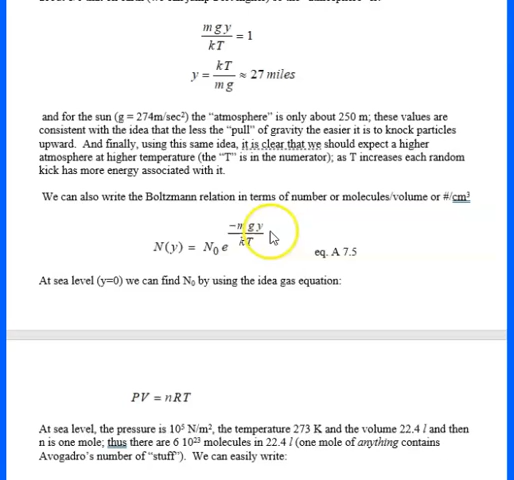 mgy
—— = 1
kT
y = kT/mg ≈ 27 miles
and for the sun (g = 274m/sec²) the “atmosphere” is only about 250 m; these values are
consistent with the idea that the less the “pull” of gravity the easier it is to knock particles
upward. And finally, using this same idea, it is clear that we should expect a higher
atmosphere at higher temperature (the “T” is in the numerator); as T increases each random
kick has more energy associated with it.
We can also write the Boltzmann relation in terms of number or molecules/volume or #/cm³
N(y) = N₀ e^(-mgy/kT)
eq. A 7.5
At sea level (y=0) we can find N₀ by using the idea gas equation:
PV = nRT
At sea level, the pressure is 10⁵ N/m², the temperature 273 K and the volume 22.4 l and then
n is one mole; thus there are 6 10²³ molecules in 22.4 l (one mole of anything contains
Avogadro’s number of “stuff”). We can easily write: